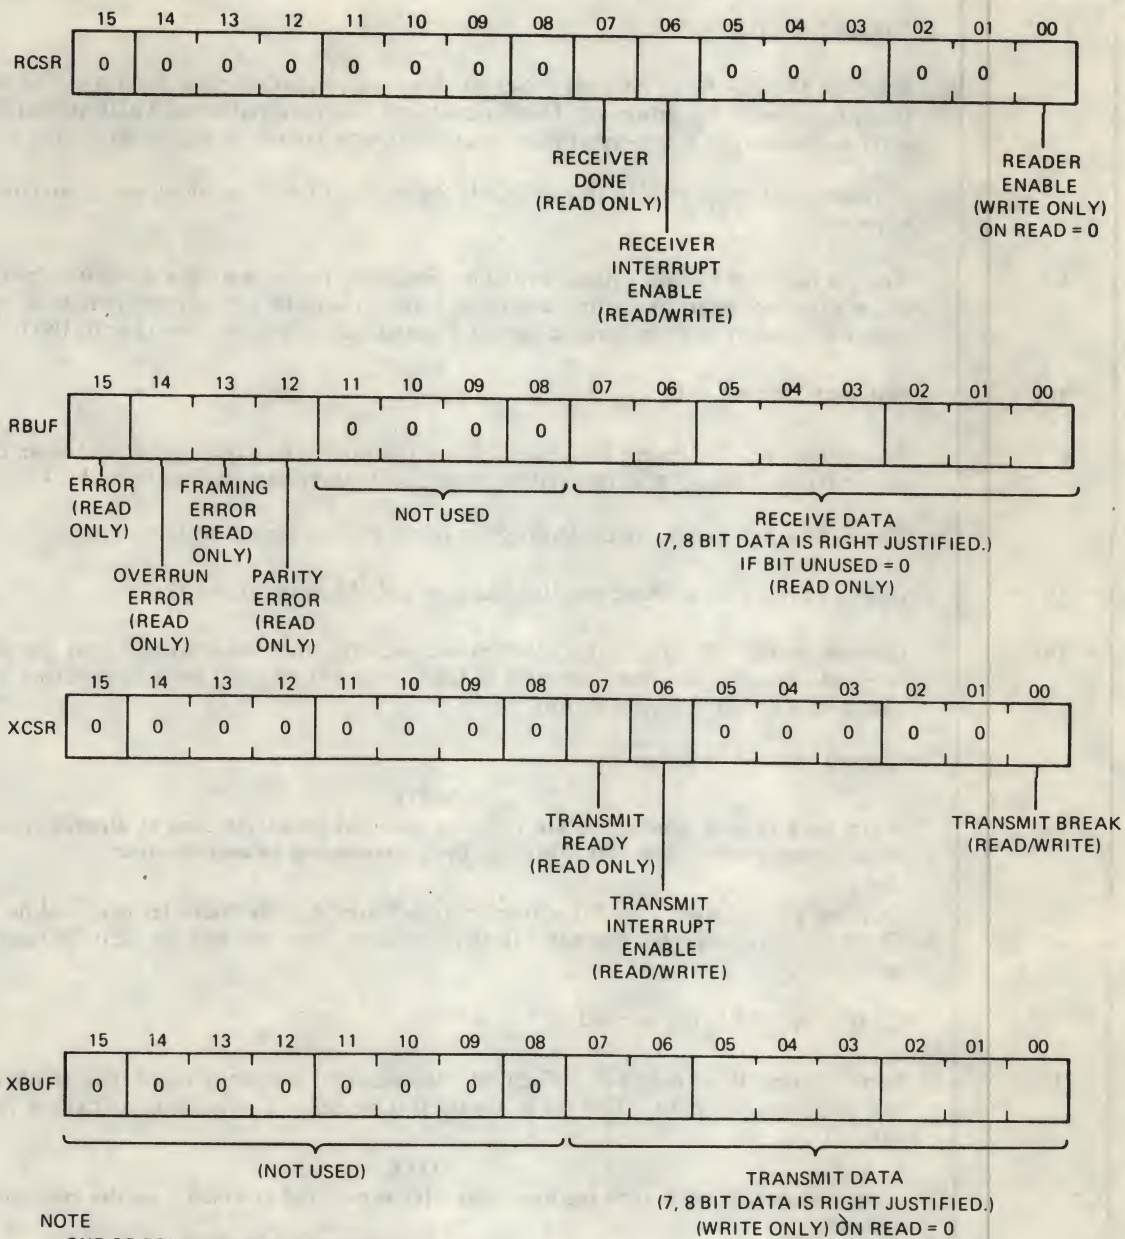 15 14 13 12 11 10 09 08 07 06 05 04 03 02 01 00
RCSR 0 0 0 0 0 0 0 0 0 0 0 0 0
RECEIVER
DONE
(READ ONLY)
RECEIVER
INTERRUPT
ENABLE
(READ/WRITE)
READER
ENABLE
(WRITE ONLY)
ON READ = 0
15 14 13 12 11 10 09 08 07 06 05 04 03 02 01 00
RBUF 0 0 0 0
ERROR
(READ
ONLY)
OVERRUN
ERROR
(READ
ONLY)
FRAMING
ERROR
(READ
ONLY)
PARITY
ERROR
(READ
ONLY)
NOT USED
RECEIVE DATA
(7, 8 BIT DATA IS RIGHT JUSTIFIED.)
IF BIT UNUSED = 0
(READ ONLY)
15 14 13 12 11 10 09 08 07 06 05 04 03 02 01 00
XCSR 0 0 0 0 0 0 0 0 0 0 0 0 0
TRANSMIT
READY
(READ ONLY)
TRANSMIT
INTERRUPT
ENABLE
(READ/WRITE)
TRANSMIT BREAK
(READ/WRITE)
15 14 13 12 11 10 09 08 07 06 05 04 03 02 01 00
XBUF 0 0 0 0 0 0 0 0
(NOT USED)
TRANSMIT DATA
(7, 8 BIT DATA IS RIGHT JUSTIFIED.)
(WRITE ONLY) ON READ = 0
NOTE